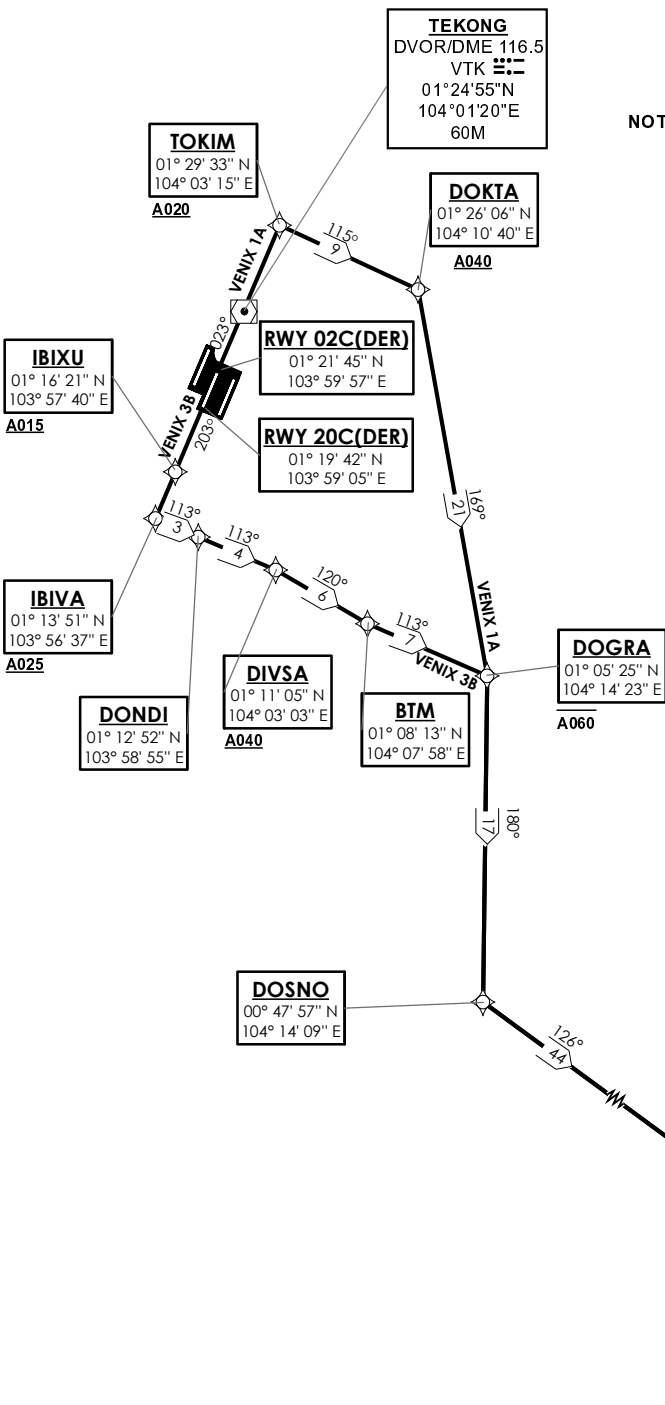 TEKONG
DVOR/DME 116.5
VTK
01°24'55"N
104°01'20"E
60M
NOT
TOKIM
01° 29' 33" N
104° 03' 15" E
A020
DOKTA
01° 26' 06" N
104° 10' 40" E
A040
115°
9
VENIX 1A
023°
RWY 02C(DER)
01° 21' 45" N
103° 59' 57" E
IBIXU
01° 16' 21" N
103° 57' 40" E
A015
VENIX 3B
203°
RWY 20C(DER)
01° 19' 42" N
103° 59' 05" E
169°
21
113°
3
113°
4
120°
6
113°
7
VENIX 3B
VENIX 1A
IBIVA
01° 13' 51" N
103° 56' 37" E
A025
DOGRA
01° 05' 25" N
104° 14' 23" E
A060
DIVSA
01° 11' 05" N
104° 03' 03" E
A040
DONDI
01° 12' 52" N
103° 58' 55" E
BTM
01° 08' 13" N
104° 07' 58" E
180°
17
DOSNO
00° 47' 57" N
104° 14' 09" E
126°
44